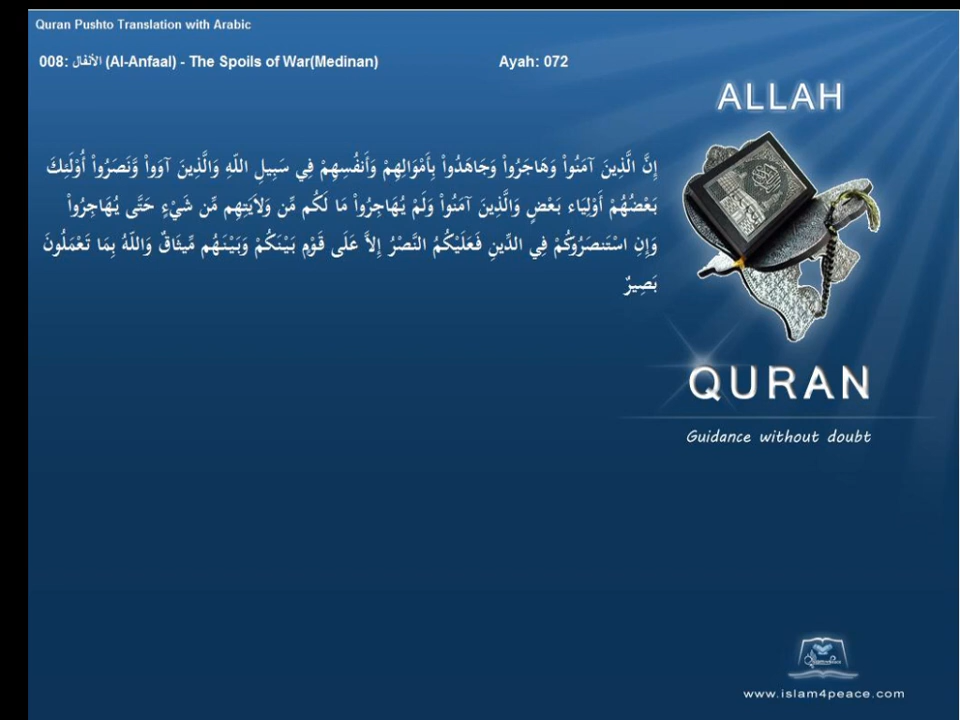 Quran Pushto Translation with Arabic
008: الأنفال (Al-Anfaal) - The Spoils of War(Medinan) Ayah: 072
ALLAH
إِنَّ الَّذِينَ آمَنُواْ وَهَاجَرُواْ وَجَاهَدُواْ بِأَمْوَالِهِمْ وَأَنفُسِهِمْ فِي سَبِيلِ اللّهِ وَالَّذِينَ آوَواْ وَّنَصَرُواْ أُوْلَئِكَ
بَعْضُهُمْ أَوْلِيَاء بَعْضٍ وَالَّذِينَ آمَنُواْ وَلَمْ يُهَاجِرُواْ مَا لَكُم مِّن وَلاَيَتِهِم مِّن شَيْءٍ حَتَّى يُهَاجِرُواْ
وَإِنِ اسْتَنصَرُوكُمْ فِي الدِّينِ فَعَلَيْكُمُ النَّصْرُ إِلاَّ عَلَى قَوْمٍ بَيْنَكُمْ وَبَيْنَهُم مِّيثَاقٌ وَاللّهُ بِمَا تَعْمَلُونَ
بَصِيرٌ
QURAN
Guidance without doubt
www.islam4peace.com